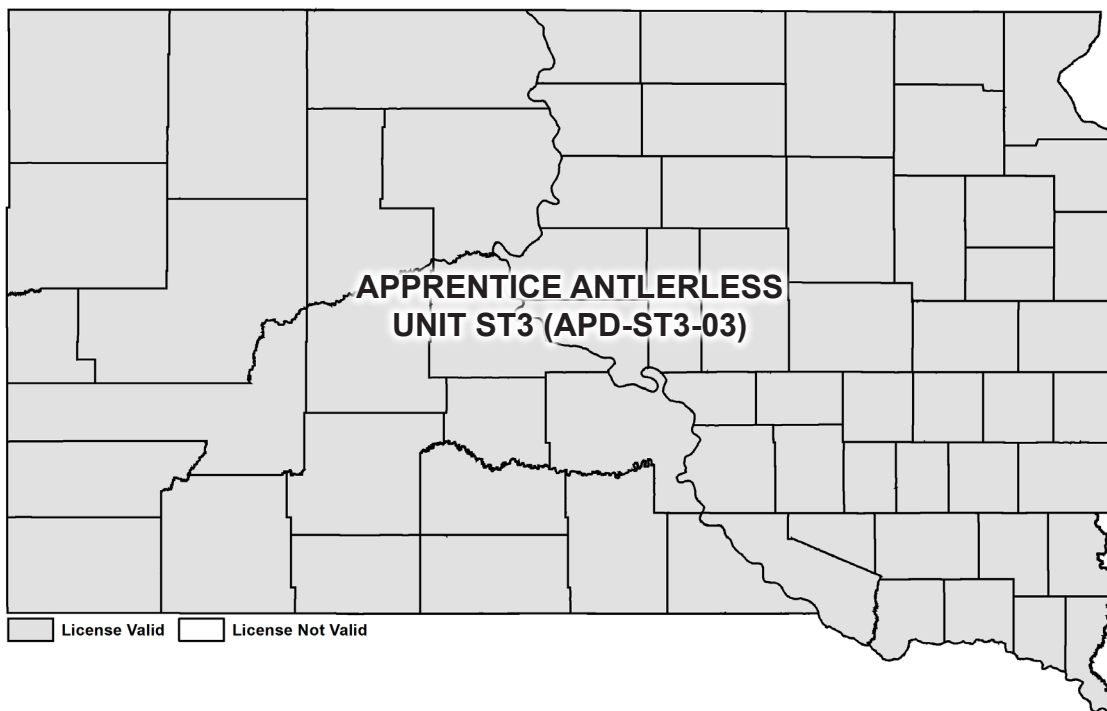 APPRENTICE ANTLERLESS
UNIT ST3 (APD-ST3-03)
License Valid
License Not Valid